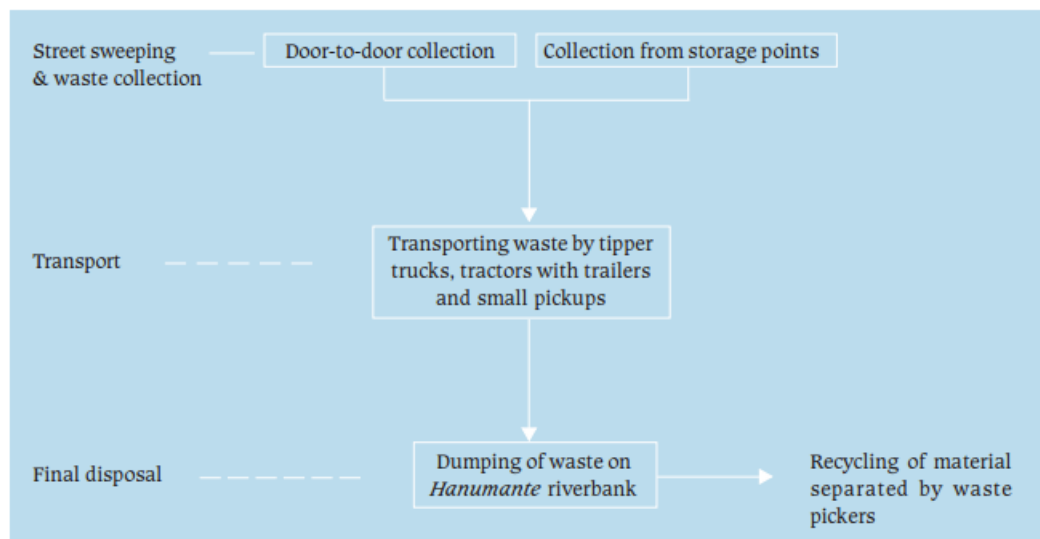 Street sweeping
& waste collection
Door-to-door collection
Collection from storage points
Transport
Transporting waste by tipper
trucks, tractors with trailers
and small pickups
Final disposal
Dumping of waste on
Hanumante riverbank
Recycling of material
separated by waste
pickers